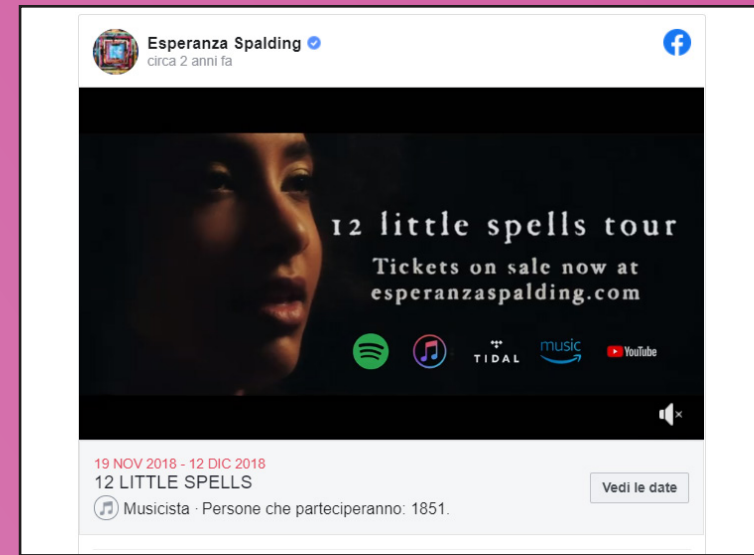 Esperanza Spalding
circa 2 anni fa
12 little spells tour
Tickets on sale now at
esperanzaspalding.com
TIDAL
music
YouTube
19 NOV 2018 - 12 DIC 2018
12 LITTLE SPELLS
Vedi le date
Musicista · Persone che parteciperanno: 1851.